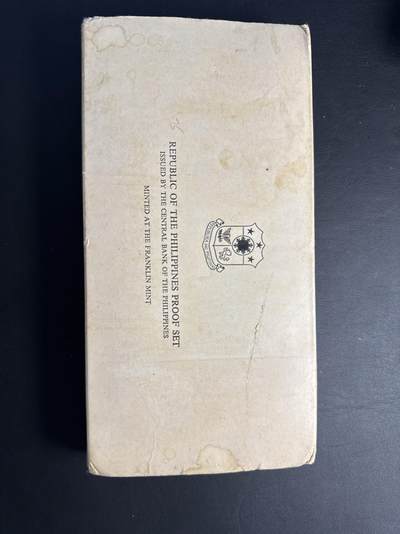 REPUBLIC OF THE PHILIPPINES PROOF SET
ISSUED BY THE CENTRAL BANK OF THE PHILIPPINES
MINTED AT THE FRANKLIN MINT